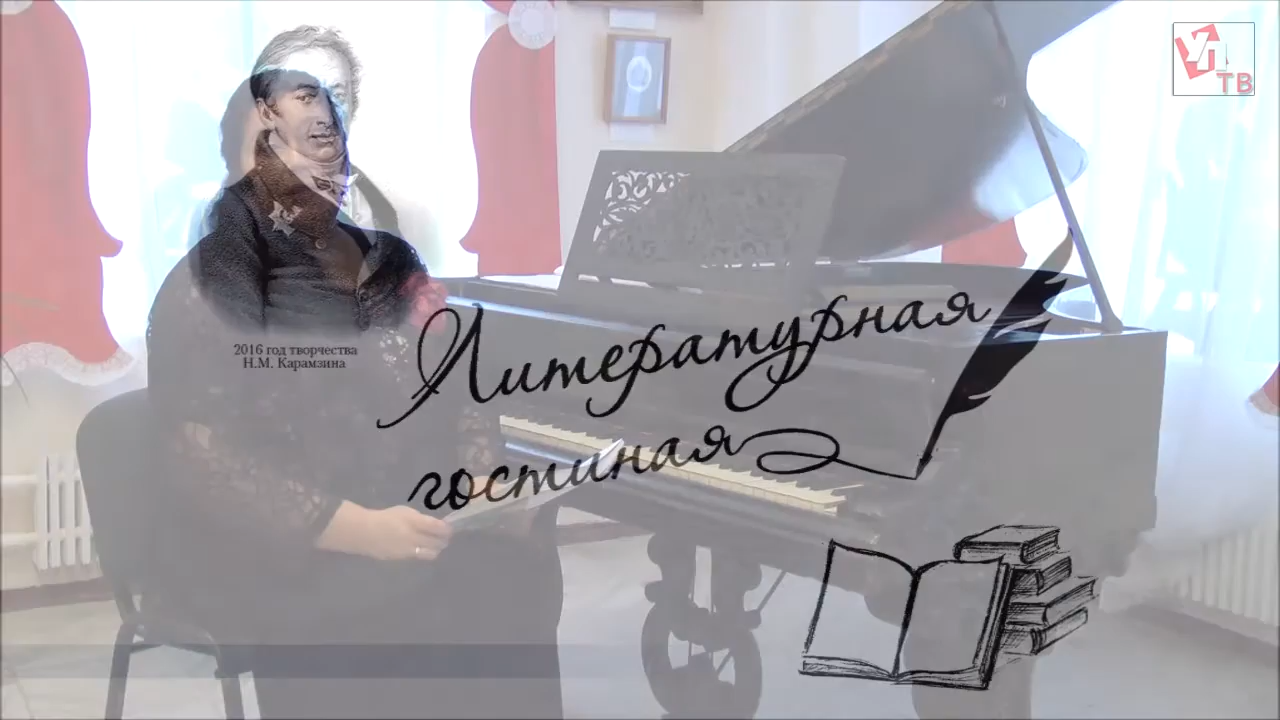 УП
ТВ
2016 год творчества
Н.М. Карамзина
Литературная
гостиная